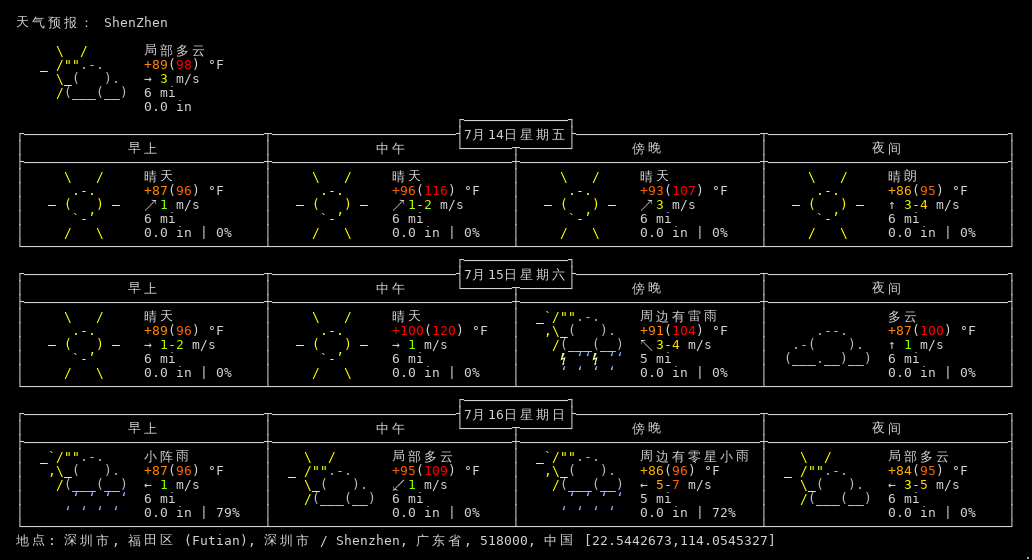 天气预报： ShenZhen
局部多云
+89(98) °F
→ 3 m/s
6 mi
0.0 in
7月14日星期五
早上 中午 傍晚 夜间
晴天 晴天 晴天 晴朗
+87(96) °F +96(116) °F +93(107) °F +86(95) °F
↗1 m/s ↗1-2 m/s ↗3 m/s ↑ 3-4 m/s
6 mi 6 mi 6 mi 6 mi
0.0 in | 0% 0.0 in | 0% 0.0 in | 0% 0.0 in | 0%
7月15日星期六
早上 中午 傍晚 夜间
晴天 晴天 周边有雷雨 多云
+89(96) °F +100(120) °F +91(104) °F +87(100) °F
→ 1-2 m/s → 1 m/s ↖3-4 m/s ↑ 1 m/s
6 mi 6 mi 5 mi 6 mi
0.0 in | 0% 0.0 in | 0% 0.0 in | 0% 0.0 in | 0%
7月16日星期日
早上 中午 傍晚 夜间
小阵雨 局部多云 周边有零星小雨 局部多云
+87(96) °F +95(109) °F +86(96) °F +84(95) °F
← 1 m/s ↙1 m/s ← 5-7 m/s ← 3-5 m/s
6 mi 6 mi 5 mi 6 mi
0.0 in | 79% 0.0 in | 0% 0.0 in | 72% 0.0 in | 0%
地点: 深圳市, 福田区 (Futian), 深圳市 / Shenzhen, 广东省, 518000, 中国 [22.5442673,114.0545327]